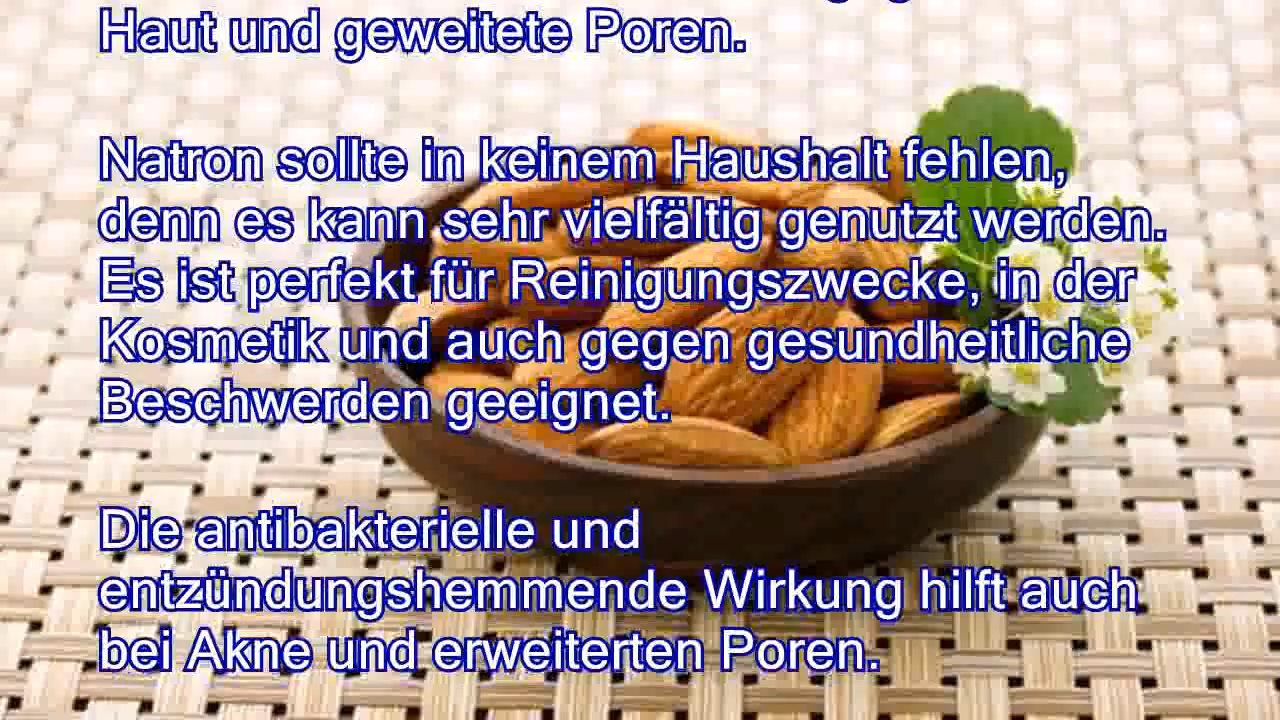 Haut und geweitete Poren.
Natron sollte in keinem Haushalt fehlen,
denn es kann sehr vielfältig genutzt werden.
Es ist perfekt für Reinigungszwecke, in der
Kosmetik und auch gegen gesundheitliche
Beschwerden geeignet.
Die antibakterielle und
entzündungshemmende Wirkung hilft auch
bei Akne und erweiterten Poren.